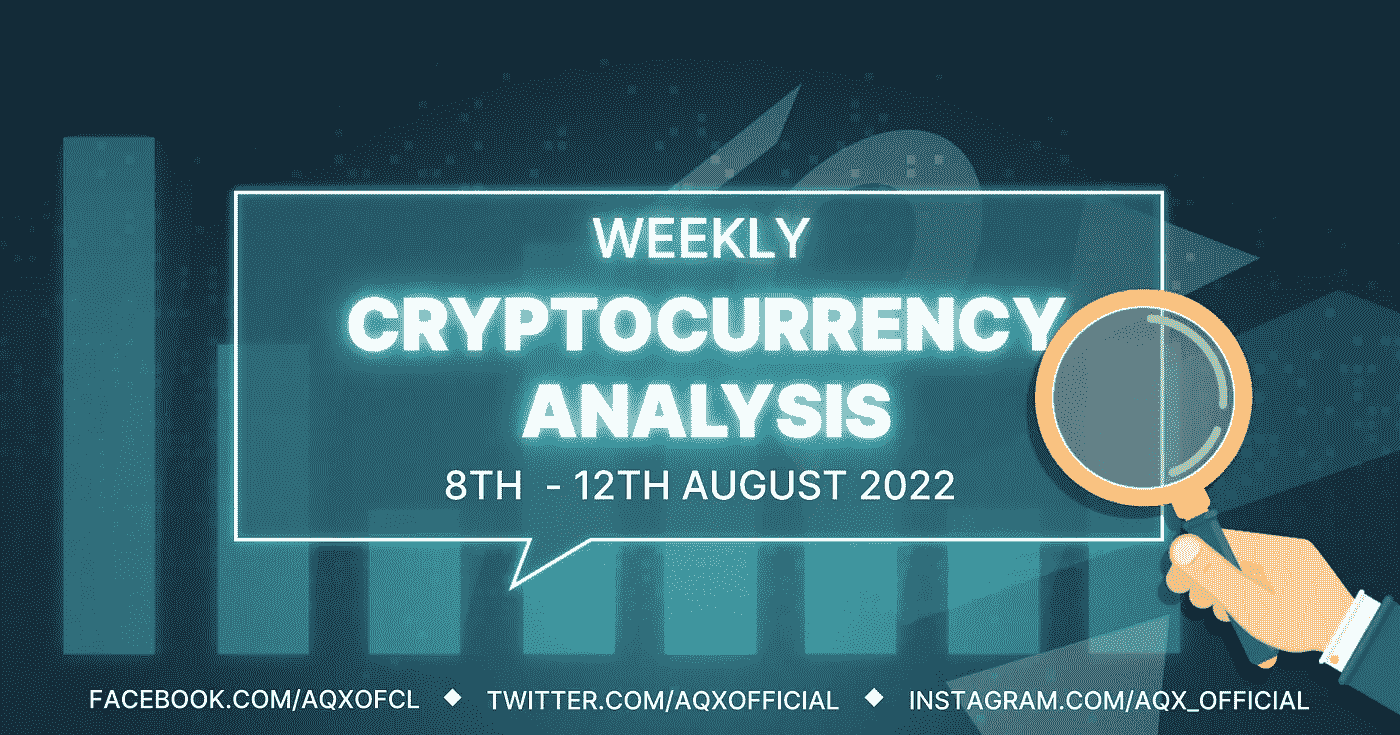 WEEKLY
CRYPTOCURRENCY
ANALYSIS
8TH - 12TH AUGUST 2022
FACEBOOK.COM/AQXOFCL ◆ TWITTER.COM/AQXOFFICIAL ◆ INSTAGRAM.COM/AQX_OFFICIAL